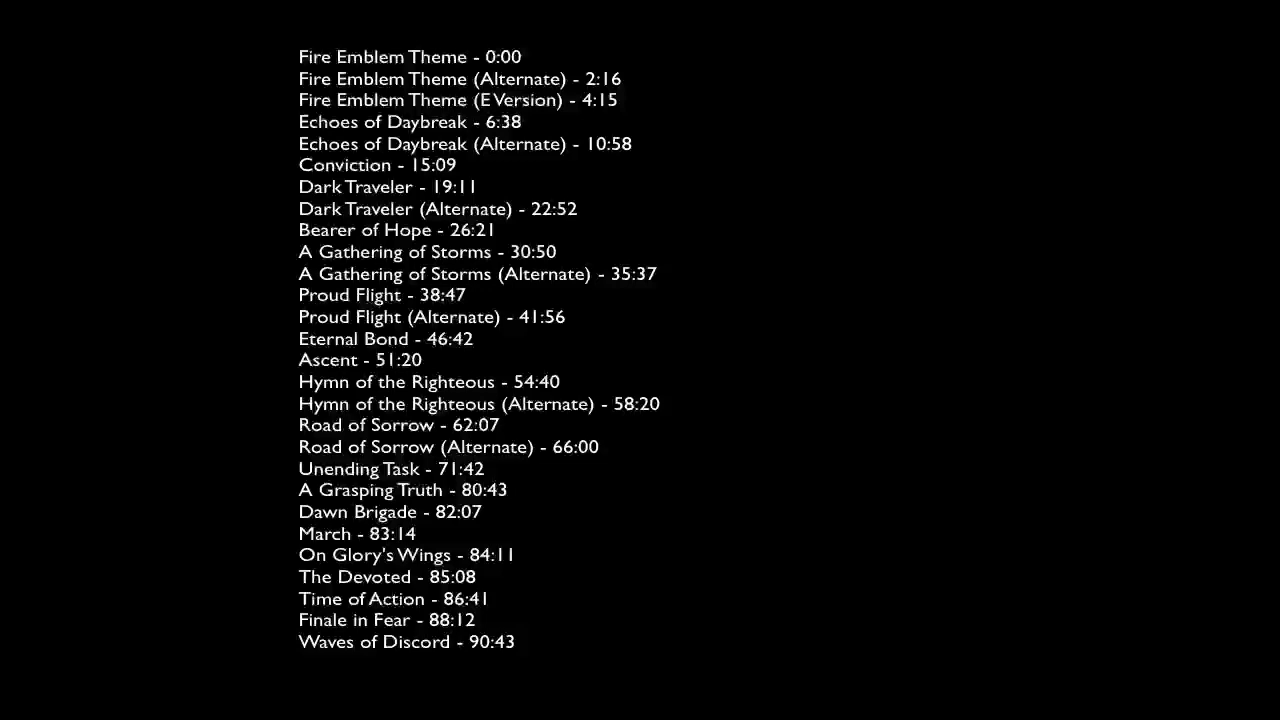 Fire Emblem Theme - 0:00
Fire Emblem Theme (Alternate) - 2:16
Fire Emblem Theme (E Version) - 4:15
Echoes of Daybreak - 6:38
Echoes of Daybreak (Alternate) - 10:58
Conviction - 15:09
Dark Traveler - 19:11
Dark Traveler (Alternate) - 22:52
Bearer of Hope - 26:21
A Gathering of Storms - 30:50
A Gathering of Storms (Alternate) - 35:37
Proud Flight - 38:47
Proud Flight (Alternate) - 41:56
Eternal Bond - 46:42
Ascent - 51:20
Hymn of the Righteous - 54:40
Hymn of the Righteous (Alternate) - 58:20
Road of Sorrow - 62:07
Road of Sorrow (Alternate) - 66:00
Unending Task - 71:42
A Grasping Truth - 80:43
Dawn Brigade - 82:07
March - 83:14
On Glory's Wings - 84:11
The Devoted - 85:08
Time of Action - 86:41
Finale in Fear - 88:12
Waves of Discord - 90:43